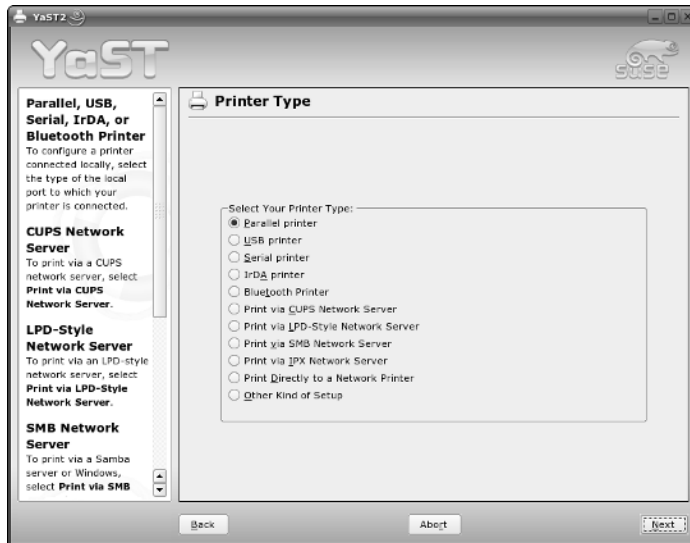 YaST2
YaST
SUSE
Parallel, USB,
Serial, IrDA, or
Bluetooth Printer
To configure a printer
connected locally, select
the type of the local
port to which your
printer is connected.
CUPS Network
Server
To print via a CUPS
network server, select
Print via CUPS
Network Server.
LPD-Style
Network Server
To print via an LPD-style
network server, select
Print via LPD-Style
Network Server.
SMB Network
Server
To print via a Samba
server or Windows,
select Print via SMB
Printer Type
Select Your Printer Type:
Parallel printer
USB printer
Serial printer
IrDA printer
Bluetooth Printer
Print via CUPS Network Server
Print via LPD-Style Network Server
Print via SMB Network Server
Print via IPX Network Server
Print Directly to a Network Printer
Other Kind of Setup
Back
Abort
Next